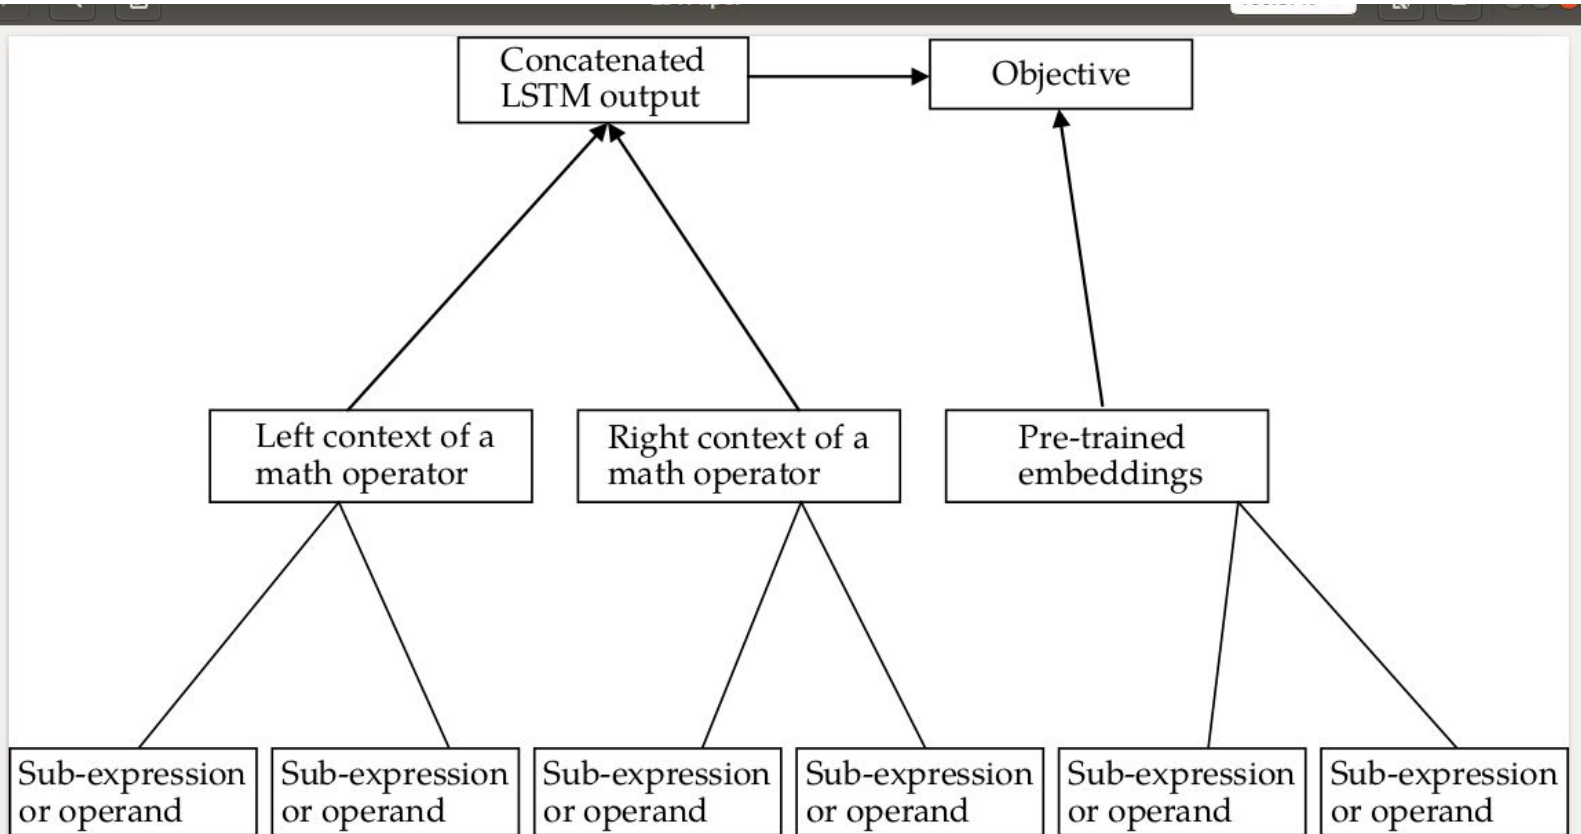 Concatenated
LSTM output
Objective
Left context of a
math operator
Right context of a
math operator
Pre-trained
embeddings
Sub-expression
or operand
Sub-expression
or operand
Sub-expression
or operand
Sub-expression
or operand
Sub-expression
or operand
Sub-expression
or operand